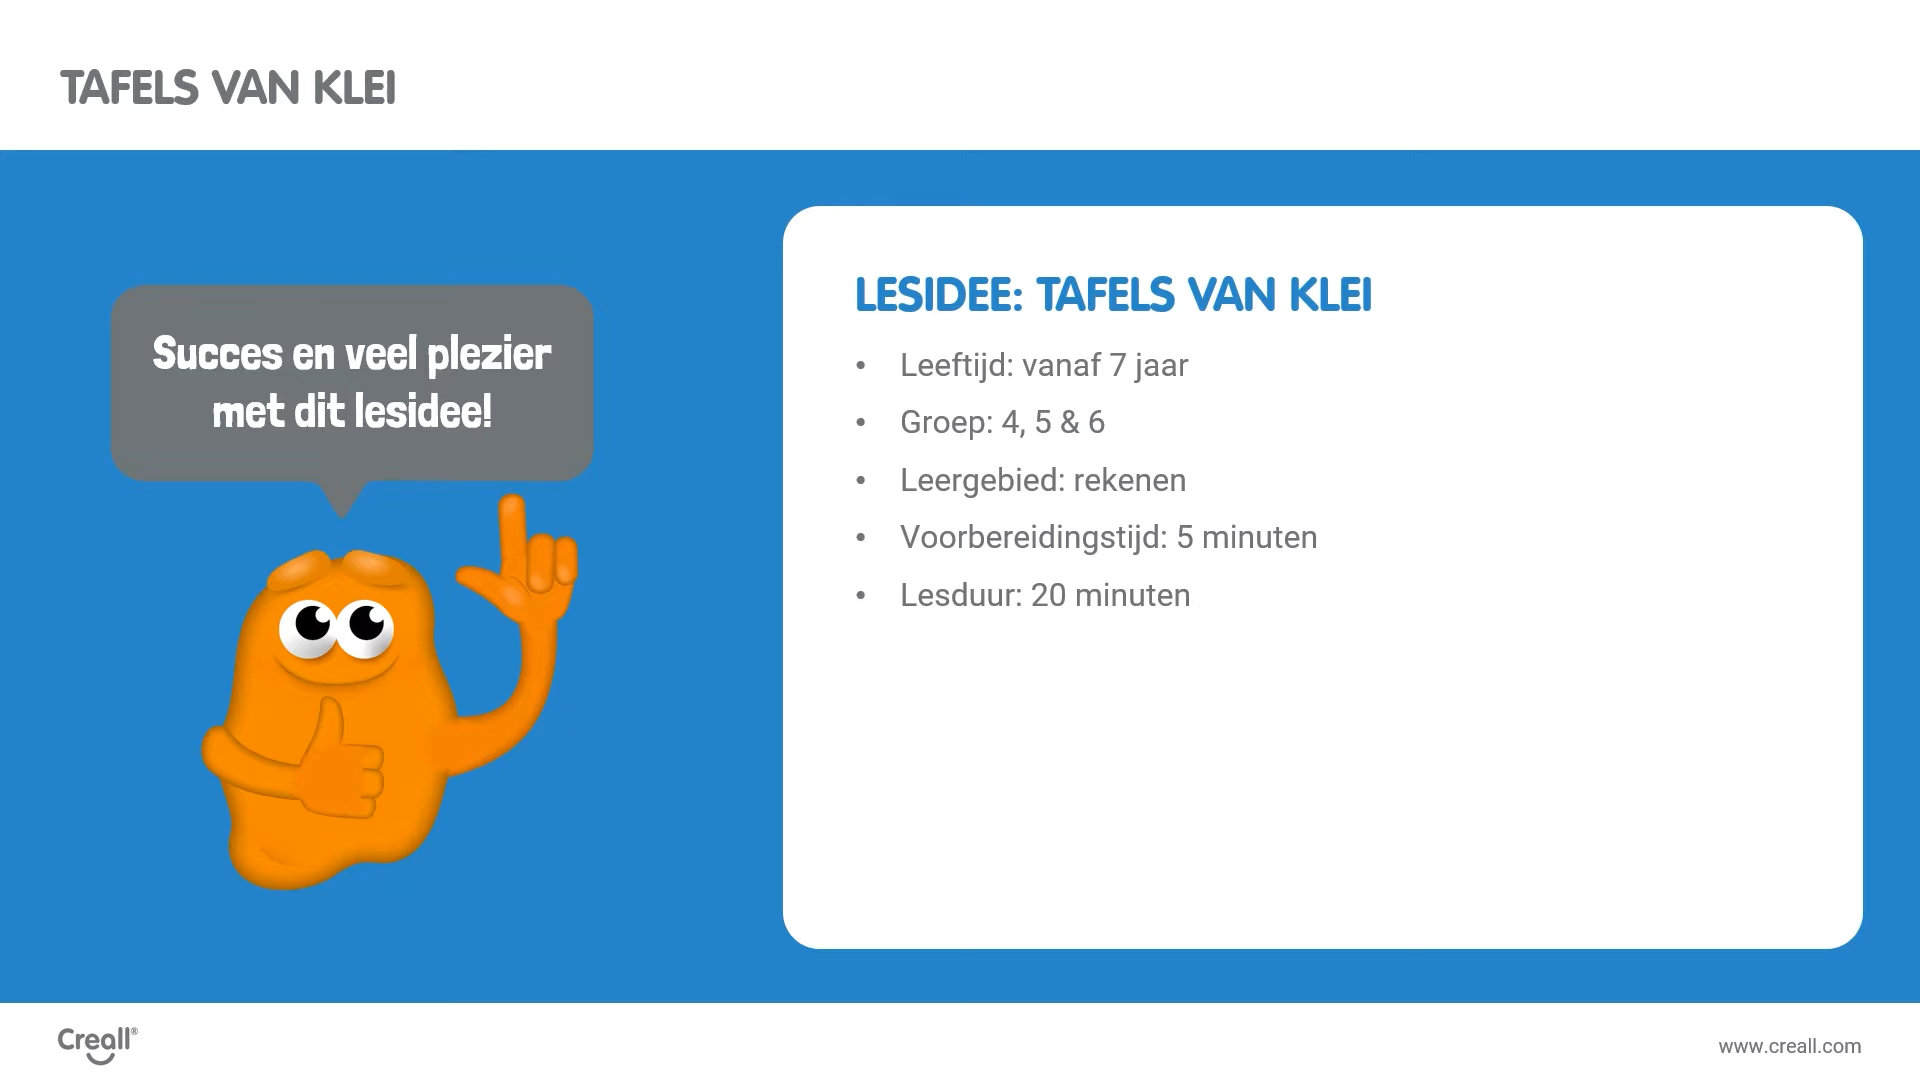 TAFELS VAN KLEI
Succes en veel plezier
met dit lesidee!
LESIDEE: TAFELS VAN KLEI
• Leeftijd: vanaf 7 jaar
• Groep: 4, 5 & 6
• Leergebied: rekenen
• Voorbereidingstijd: 5 minuten
• Lesduur: 20 minuten
Creall®
www.creall.com